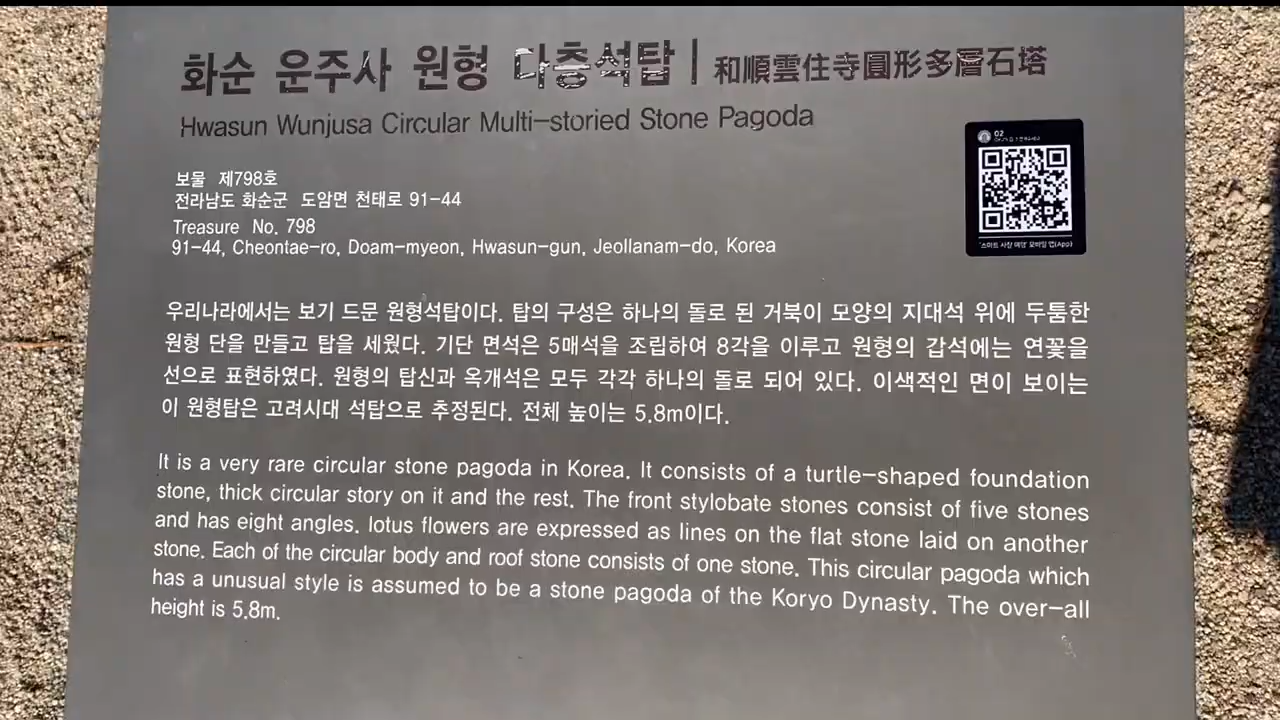 화순 운주사 원형 다층석탑 | 和順雲住寺圓形多層石塔
Hwasun Wunjusa Circular Multi-storied Stone Pagoda
02
'스마트 사찰 여행' 모바일 앱(App)
보물 제798호
전라남도 화순군 도암면 천태로 91-44
Treasure No. 798
91-44, Cheontae-ro, Doam-myeon, Hwasun-gun, Jeollanam-do, Korea
우리나라에서는 보기 드문 원형석탑이다. 탑의 구성은 하나의 돌로 된 거북이 모양의 지대석 위에 두툼한
원형 단을 만들고 탑을 세웠다. 기단 면석은 5매석을 조립하여 8각을 이루고 원형의 갑석에는 연꽃을
선으로 표현하였다. 원형의 탑신과 옥개석은 모두 각각 하나의 돌로 되어 있다. 이색적인 면이 보이는
이 원형탑은 고려시대 석탑으로 추정된다. 전체 높이는 5.8m이다.
It is a very rare circular stone pagoda in Korea. It consists of a turtle-shaped foundation
stone, thick circular story on it and the rest. The front stylobate stones consist of five stones
and has eight angles. lotus flowers are expressed as lines on the flat stone laid on another
stone. Each of the circular body and roof stone consists of one stone. This circular pagoda which
has a unusual style is assumed to be a stone pagoda of the Koryo Dynasty. The over-all
height is 5.8m.